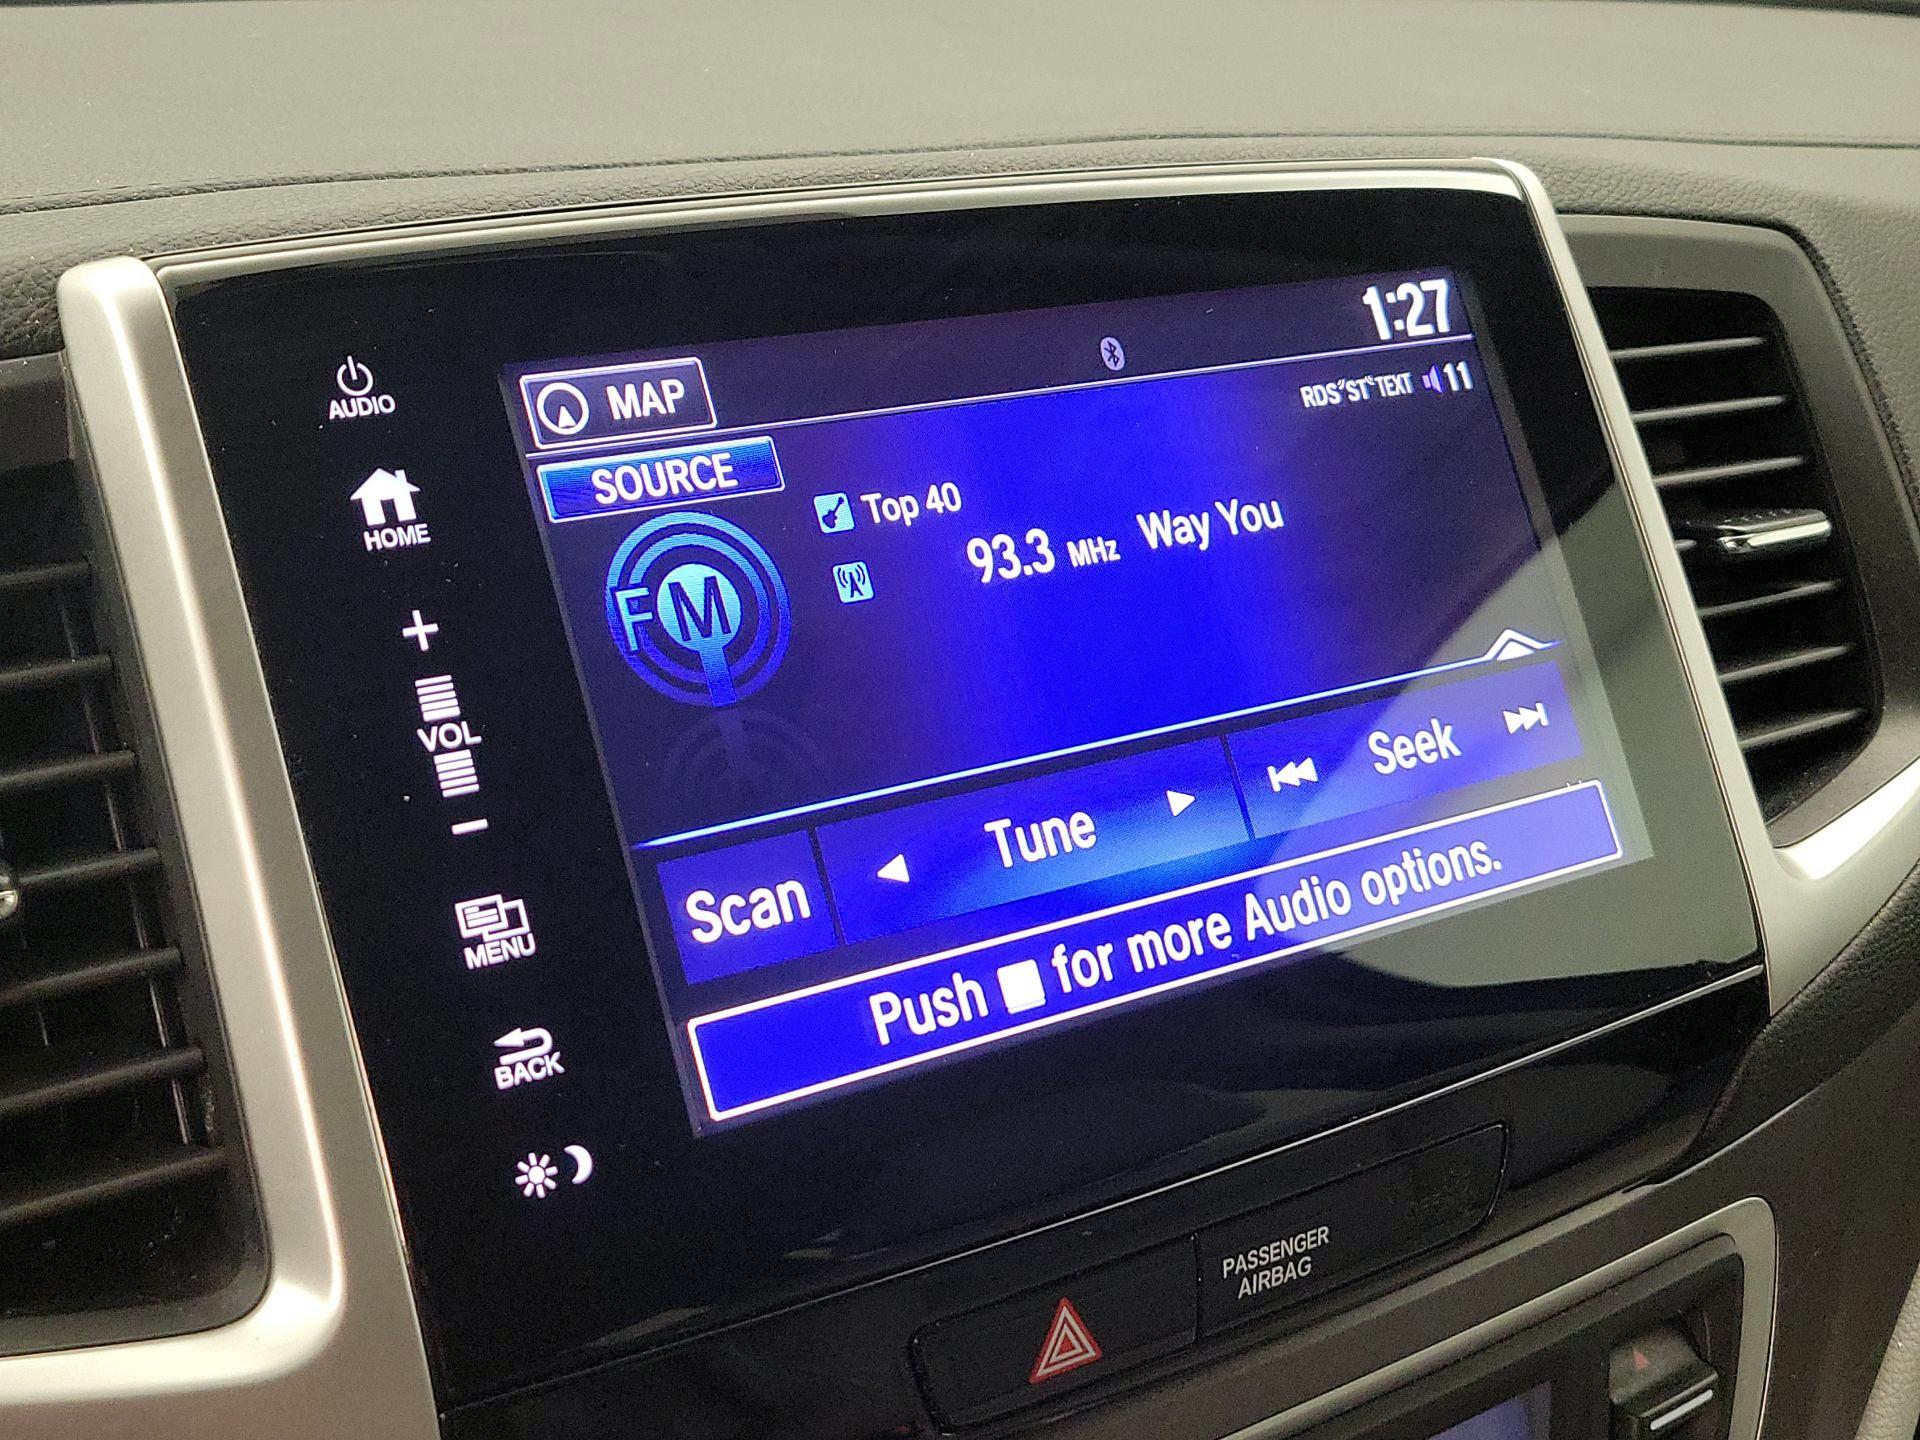 AUDIO
HOME
+
VOL
-
MENU
BACK
1:27
MAP
RDS ST TEXT 11
SOURCE
Top 40
FM
93.3 MHz Way You
Scan
Tune
Seek
Push for more Audio options.
PASSENGER
AIRBAG